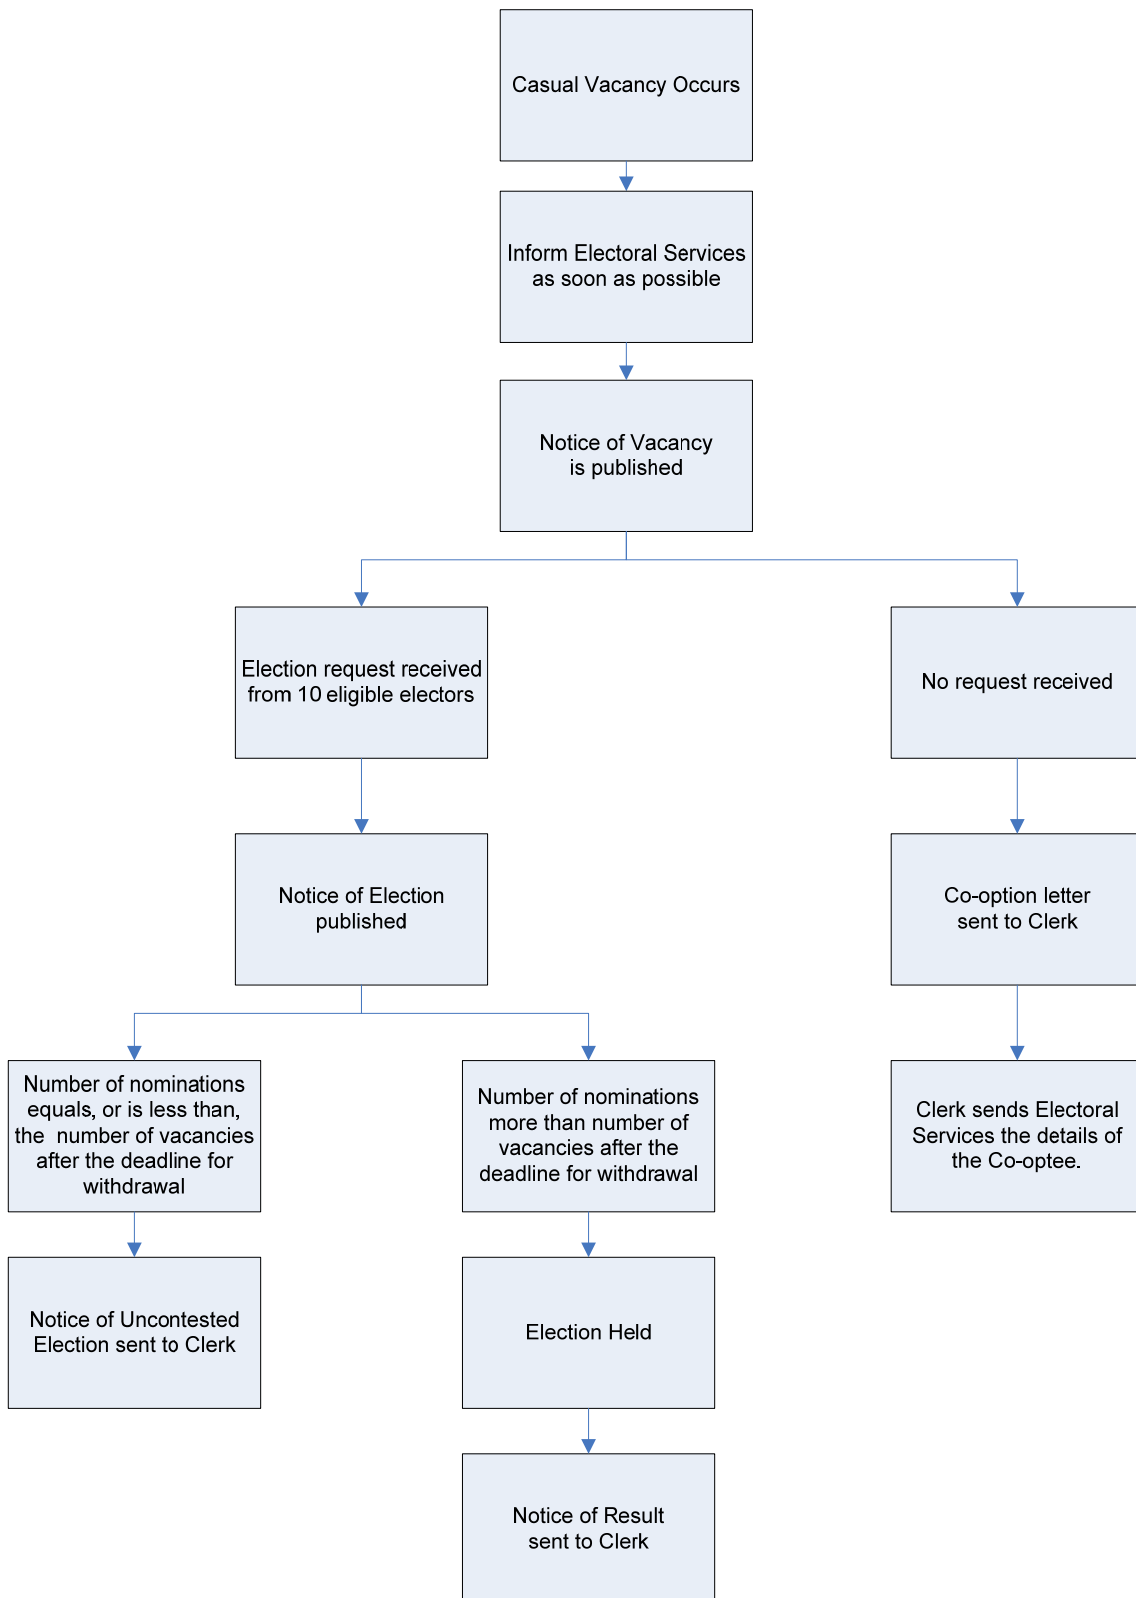 Casual Vacancy Occurs
Inform Electoral Services
as soon as possible
Notice of Vacancy
is published
Election request received
from 10 eligible electors
No request received
Notice of Election
published
Co-option letter
sent to Clerk
Number of nominations
equals, or is less than,
the  number of vacancies
after the deadline for
withdrawal
Number of nominations
more than number of
vacancies after the
deadline for withdrawal
Clerk sends Electoral
Services the details of
the Co-optee.
Notice of Uncontested
Election sent to Clerk
Election Held
Notice of Result
sent to Clerk